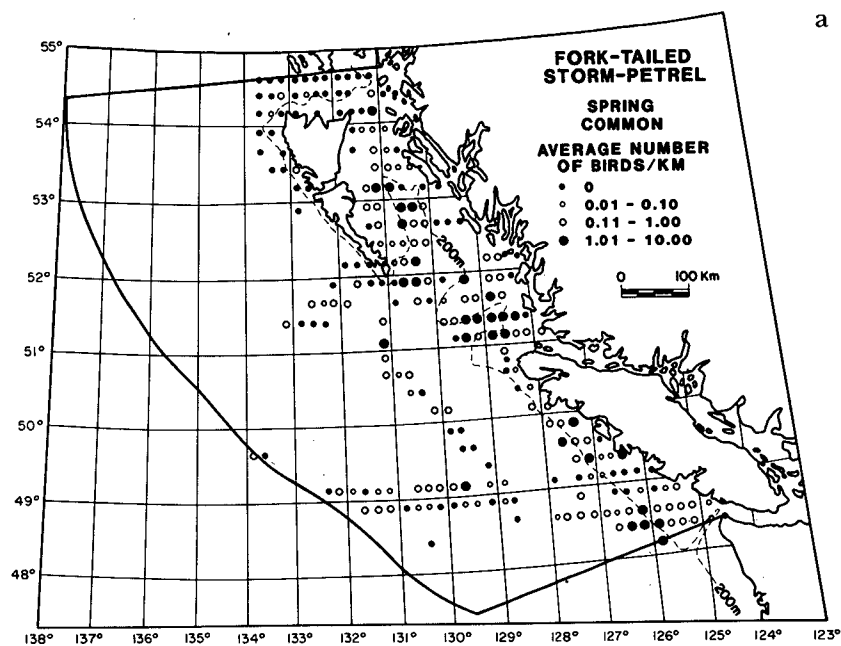 a
FORK-TAILED
STORM-PETREL
SPRING
COMMON
AVERAGE NUMBER
OF BIRDS/KM
0
0.01 - 0.10
0.11 - 1.00
1.01 - 10.00
0 100 Km
55°
54°
53°
52°
51°
50°
49°
48°
200m
200m
138° 137° 136° 135° 134° 133° 132° 131° 130° 129° 128° 127° 126° 125° 124° 123°